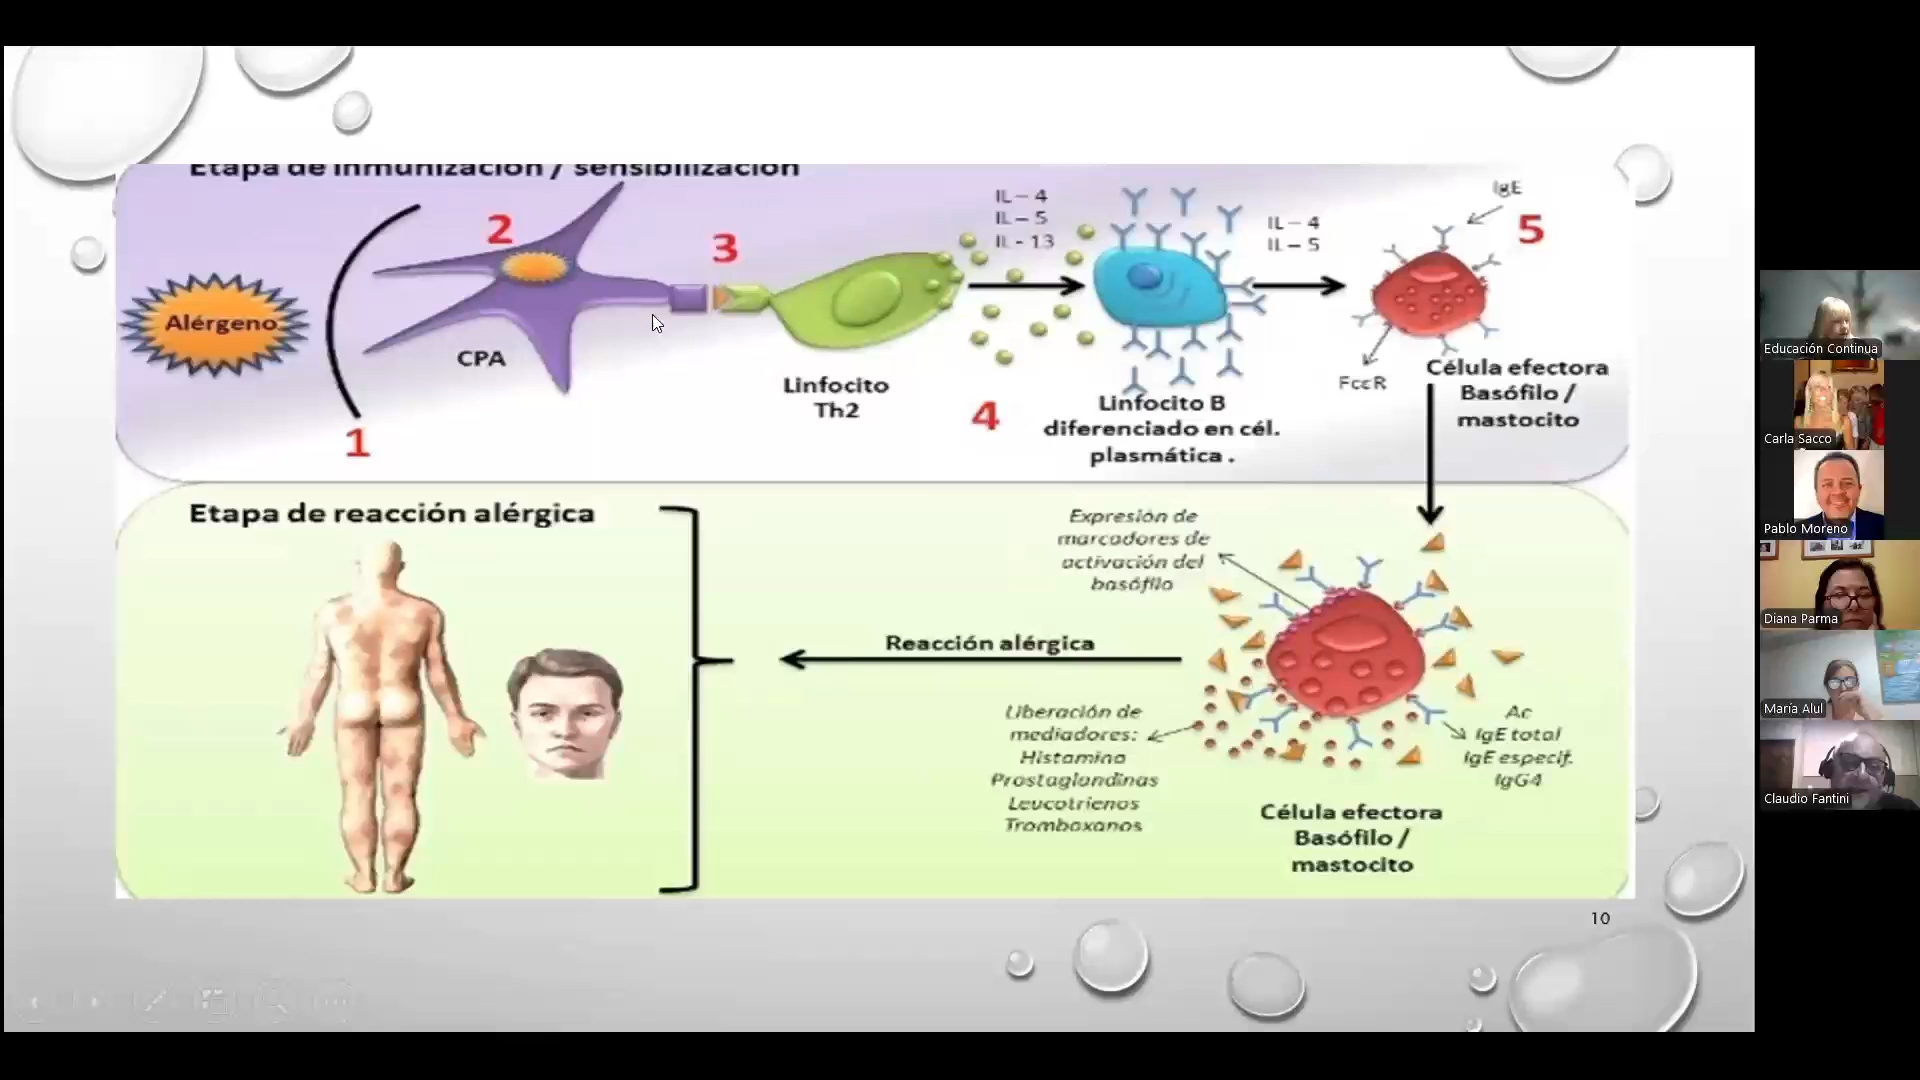 Etapa de inmunización / sensibilización
Alérgeno
1
2
CPA
3
Linfocito
Th2
IL – 4
IL – 5
IL - 13
4
Linfocito B
diferenciado en cél.
plasmática .
IL – 4
IL – 5
IgE
5
FcεR
Célula efectora
Basófilo /
mastocito
Etapa de reacción alérgica
Expresión de
marcadores de
activación del
basófilo
Reacción alérgica
Liberación de
mediadores:
Histamina
Prostaglandinas
Leucotrienos
Tromboxanos
Ac
IgE total
IgE especif.
IgG4
Célula efectora
Basófilo /
mastocito
10
Educación Continua
Carla Sacco
Pablo Moreno
Diana Parma
María Alul
Claudio Fantini